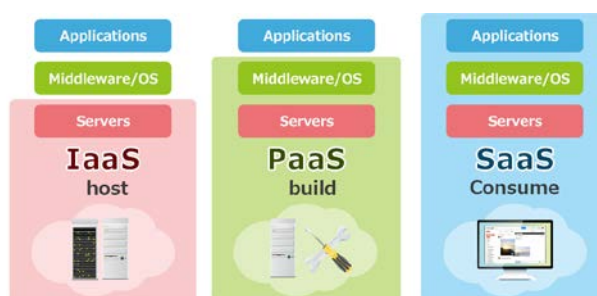 Applications
Middleware/OS
Servers
IaaS
host
Applications
Middleware/OS
Servers
PaaS
build
Applications
Middleware/OS
Servers
SaaS
Consume